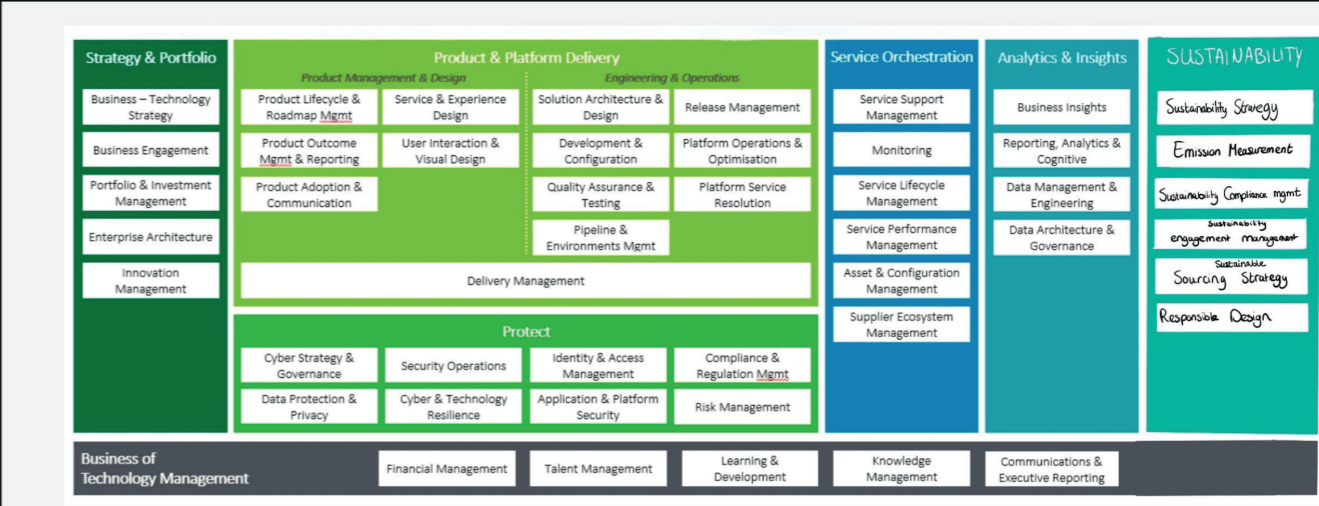 Strategy & Portfolio
Business – Technology
Strategy
Business Engagement
Portfolio & Investment
Management
Enterprise Architecture
Innovation
Management
Product & Platform Delivery
Product Management & Design
Product Lifecycle &
Roadmap Mgmt
Service & Experience
Design
Product Outcome
Mgmt & Reporting
User Interaction &
Visual Design
Product Adoption &
Communication
Engineering & Operations
Solution Architecture &
Design
Release Management
Development &
Configuration
Platform Operations &
Optimisation
Quality Assurance &
Testing
Platform Service
Resolution
Pipeline &
Environments Mgmt
Delivery Management
Protect
Cyber Strategy &
Governance
Security Operations
Identity & Access
Management
Compliance &
Regulation Mgmt
Data Protection &
Privacy
Cyber & Technology
Resilience
Application & Platform
Security
Risk Management
Service Orchestration
Service Support
Management
Monitoring
Service Lifecycle
Management
Service Performance
Management
Asset & Configuration
Management
Supplier Ecosystem
Management
Analytics & Insights
Business Insights
Reporting, Analytics &
Cognitive
Data Management &
Engineering
Data Architecture &
Governance
SUSTAINABILITY
Sustainability Strategy
Emission Measurement
Sustainability Compliance mgmt
Sustainability
engagement management
Sustainable
Sourcing Strategy
Responsible Design
Business of
Technology Management
Financial Management
Talent Management
Learning &
Development
Knowledge
Management
Communications &
Executive Reporting